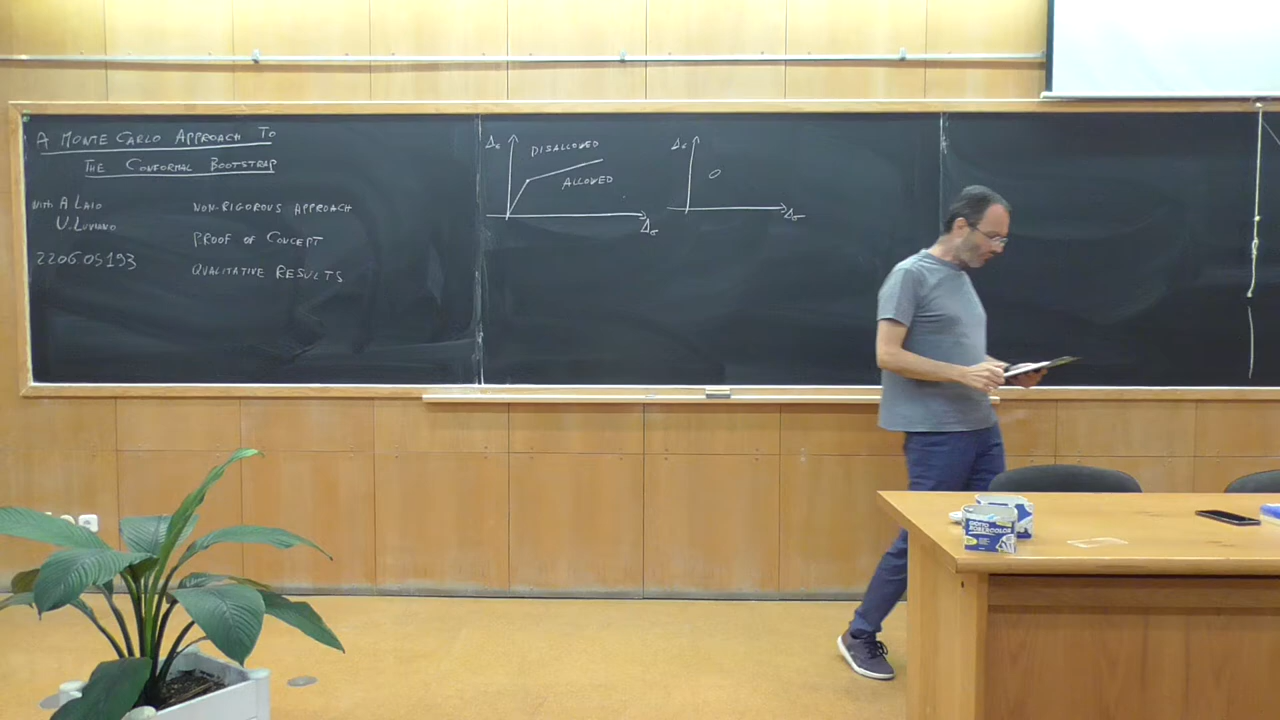 A MONTE CARLO APPROACH TO
THE CONFORMAL BOOTSTRAP
WITH A LAIO
U. LUVIANO
2206.05193
NON-RIGOROUS APPROACH
PROOF OF CONCEPT
QUALITATIVE RESULTS
Δε
DISALLOWED
ALLOWED
Δσ
Δε
Δσ